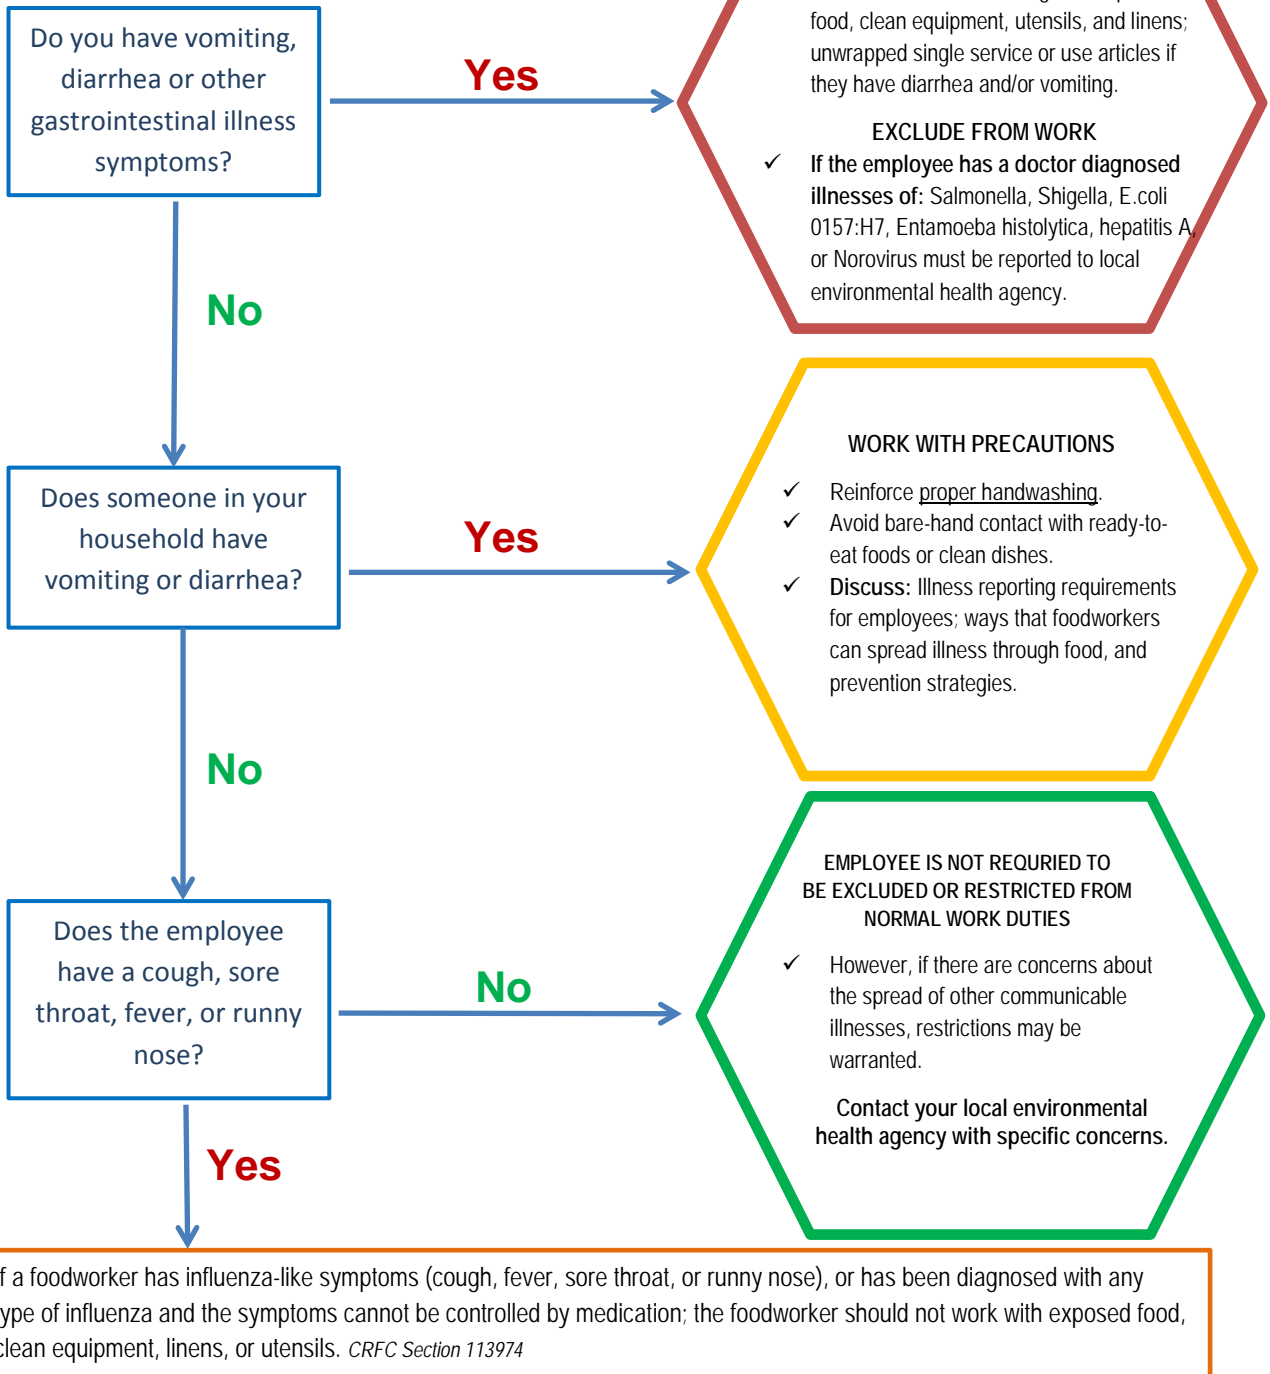 Do you have vomiting,
diarrhea or other
gastrointestinal illness
symptoms?
Yes
food, clean equipment, utensils, and linens;
unwrapped single service or use articles if
they have diarrhea and/or vomiting.
EXCLUDE FROM WORK
✓ If the employee has a doctor diagnosed
illnesses of: Salmonella, Shigella, E.coli
0157:H7, Entamoeba histolytica, hepatitis A,
or Norovirus must be reported to local
environmental health agency.
No
Does someone in your
household have
vomiting or diarrhea?
Yes
WORK WITH PRECAUTIONS
✓ Reinforce proper handwashing.
✓ Avoid bare-hand contact with ready-to-
eat foods or clean dishes.
✓ Discuss: Illness reporting requirements
for employees; ways that foodworkers
can spread illness through food, and
prevention strategies.
No
Does the employee
have a cough, sore
throat, fever, or runny
nose?
No
EMPLOYEE IS NOT REQURIED TO
BE EXCLUDED OR RESTRICTED FROM
NORMAL WORK DUTIES
✓ However, if there are concerns about
the spread of other communicable
illnesses, restrictions may be
warranted.
Contact your local environmental
health agency with specific concerns.
Yes
f a foodworker has influenza-like symptoms (cough, fever, sore throat, or runny nose), or has been diagnosed with any
ype of influenza and the symptoms cannot be controlled by medication; the foodworker should not work with exposed food,
clean equipment, linens, or utensils. CRFC Section 113974